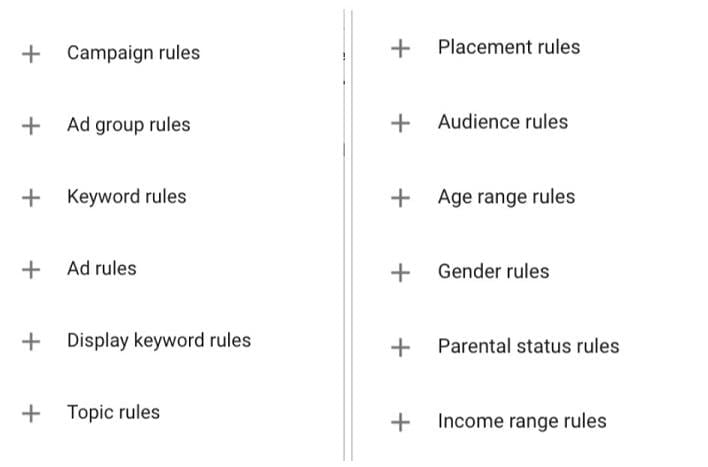 Campaign rules
Ad group rules
Keyword rules
Ad rules
Display keyword rules
Topic rules
Placement rules
Audience rules
Age range rules
Gender rules
Parental status rules
Income range rules